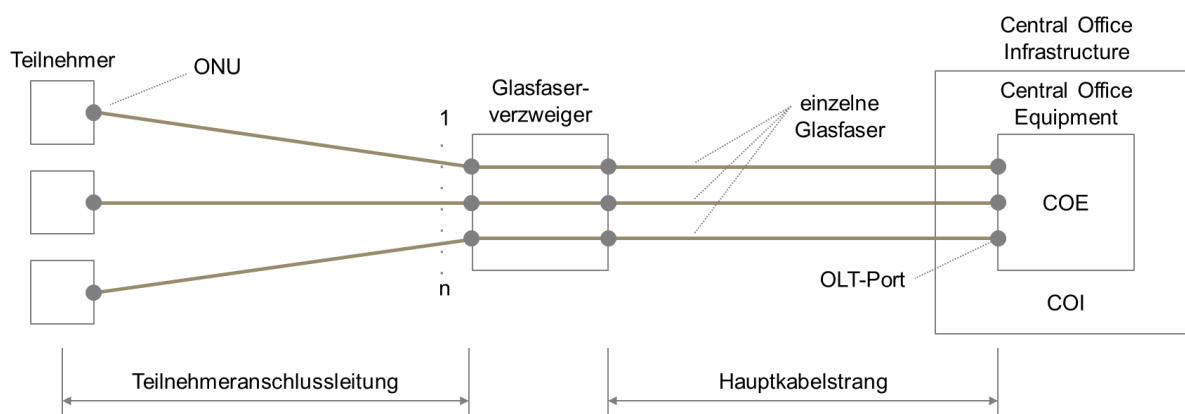 Teilnehmer
ONU
Glasfaser-
verzweiger
einzelne
Glasfaser
Central Office
Infrastructure
Central Office
Equipment
1
n
COE
OLT-Port
COI
Teilnehmeranschlussleitung
Hauptkabelstrang